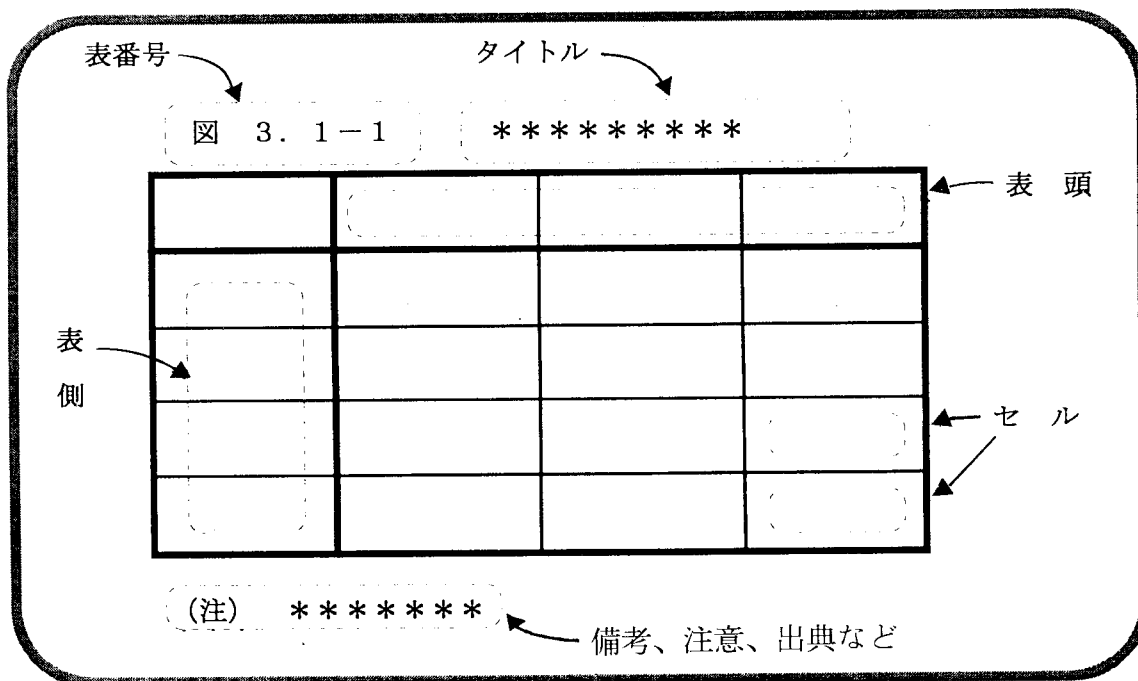 表番号
タイトル
図 3.1-1
*********
表 頭
表
側
セ ル
(注) *******
備考、注意、出典など